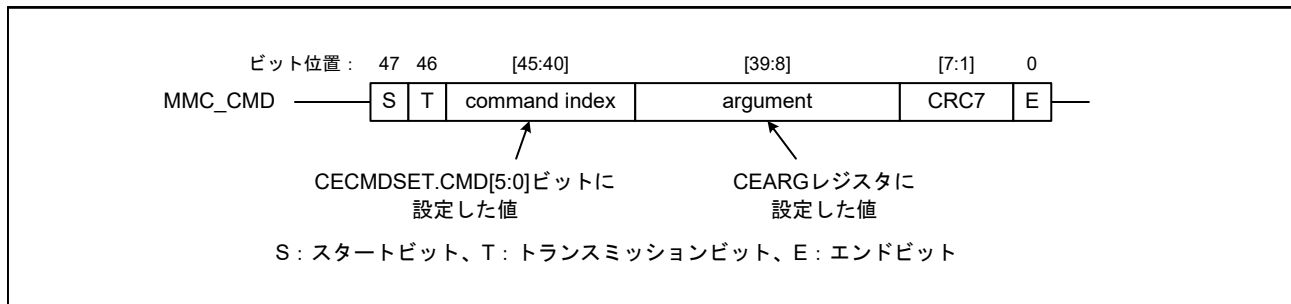 ビット位置： 47 46 [45:40] [39:8] [7:1] 0
MMC_CMD S T command index argument CRC7 E
CECMDSET.CMD[5:0]ビットに
設定した値
CEARGレジスタに
設定した値
S：スタートビット、T：トランスミッションビット、E：エンドビット